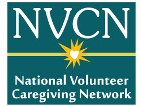 NVCN
National Volunteer
Caregiving Network